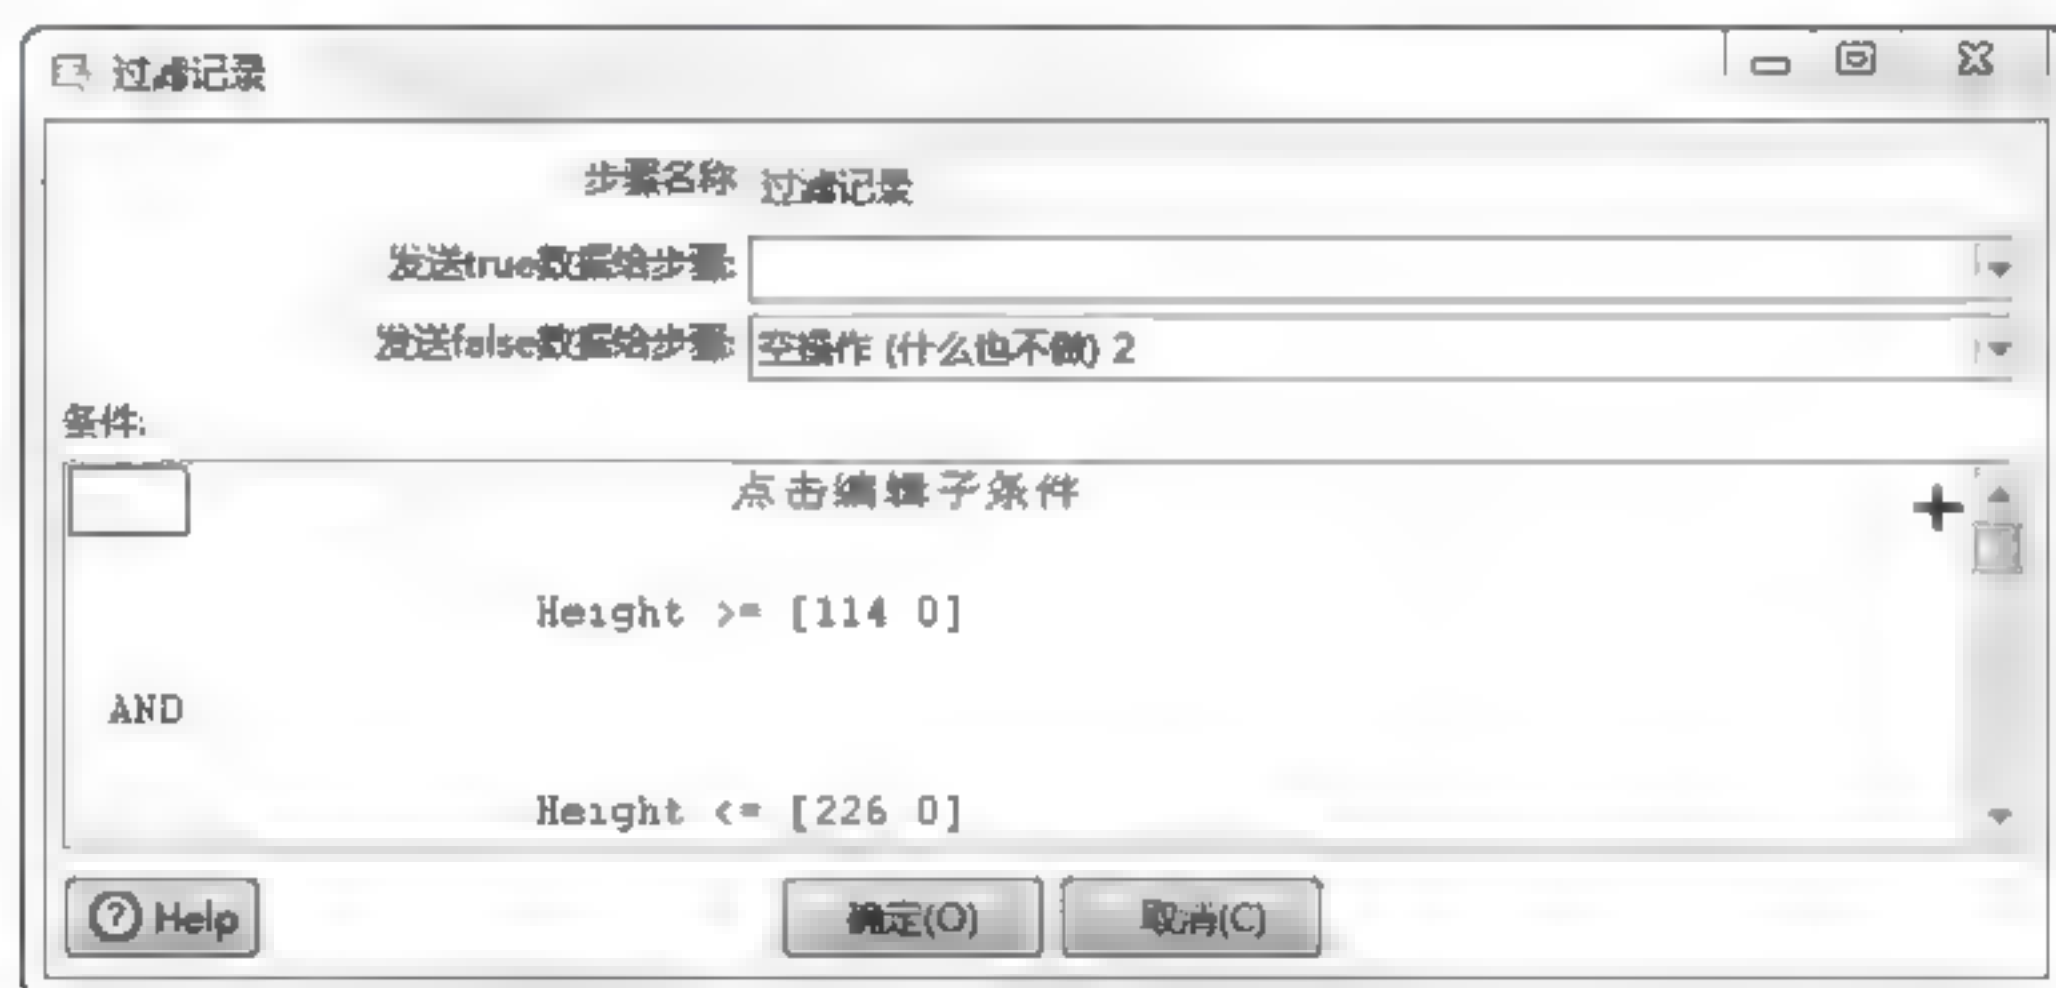 过滤记录
步骤名称 过滤记录
发送true数据给步骤:
发送false数据给步骤: 空操作 (什么也不做) 2
条件:
点击编辑子条件
Height >= [114 0]
AND
Height <= [226 0]
Help 确定(O) 取消(C)